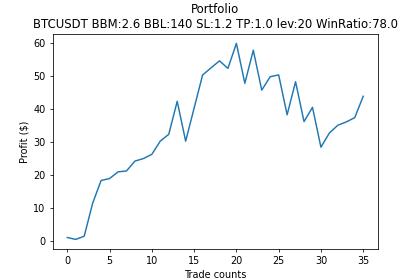 Portfolio
BTCUSDT BBM:2.6 BBL:140 SL:1.2 TP:1.0 lev:20 WinRatio:78.0
60
50
40
30
20
10
0
Profit ($)
0 5 10 15 20 25 30 35
Trade counts